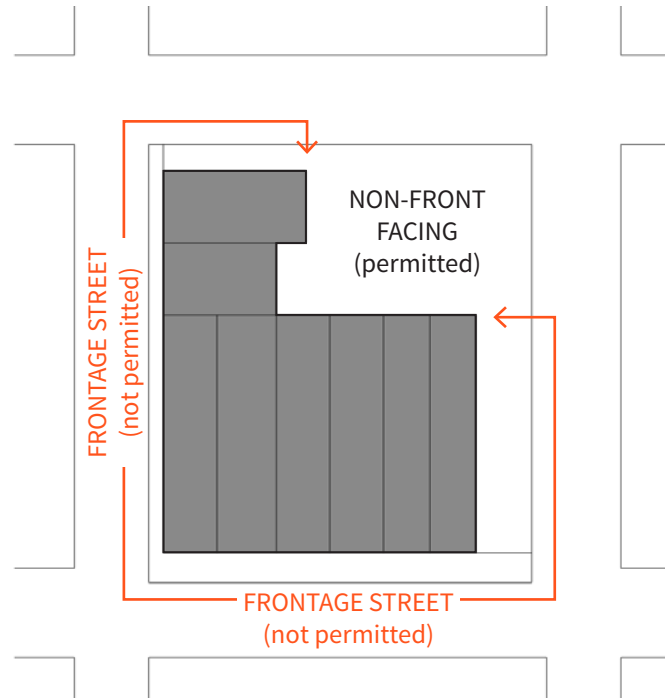 NON-FRONT
FACING
(permitted)
FRONTAGE STREET
(not permitted)
FRONTAGE STREET
(not permitted)